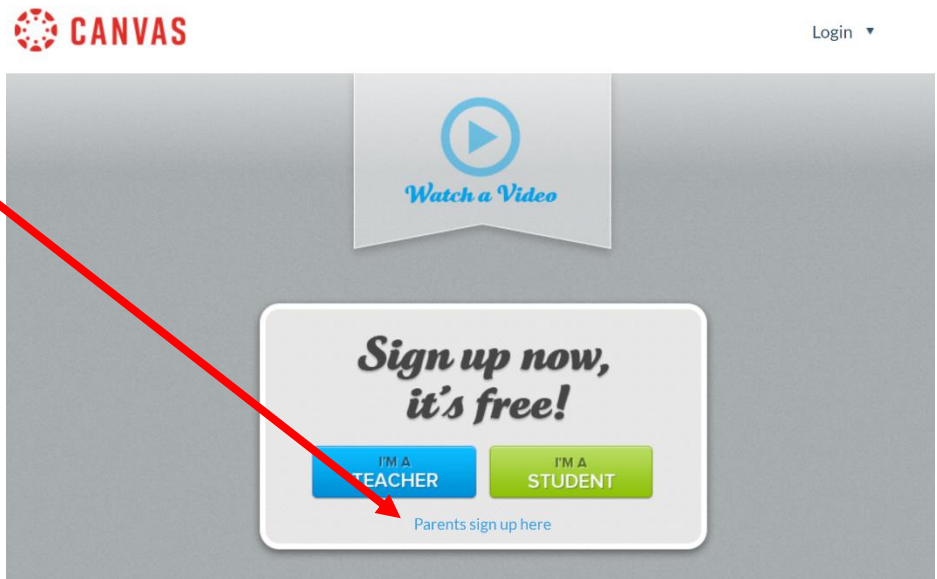 CANVAS
Login
Watch a Video
Sign up now,
it's free!
I'M A
TEACHER
I'M A
STUDENT
Parents sign up here